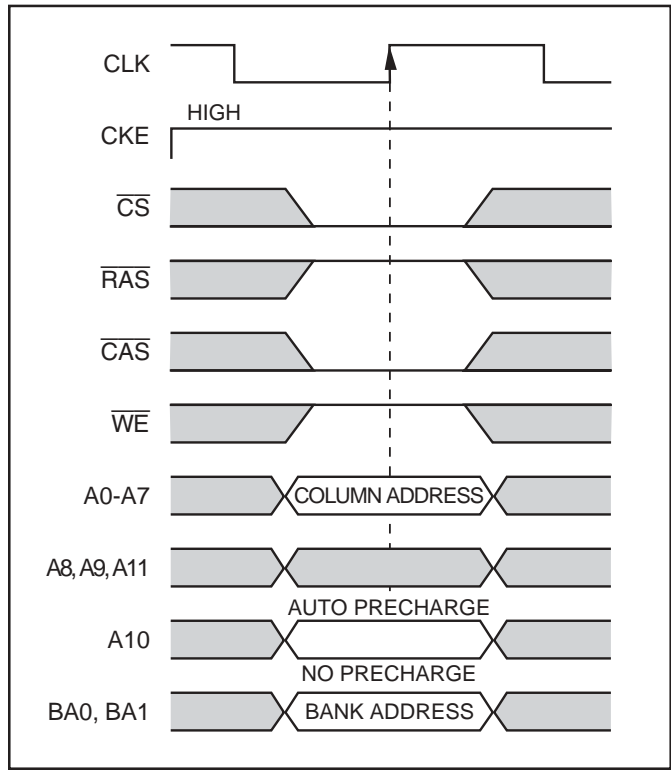 CLK
HIGH
CKE
CS
RAS
CAS
WE
A0-A7 COLUMN ADDRESS
A8, A9, A11
AUTO PRECHARGE
A10
NO PRECHARGE
BA0, BA1 BANK ADDRESS